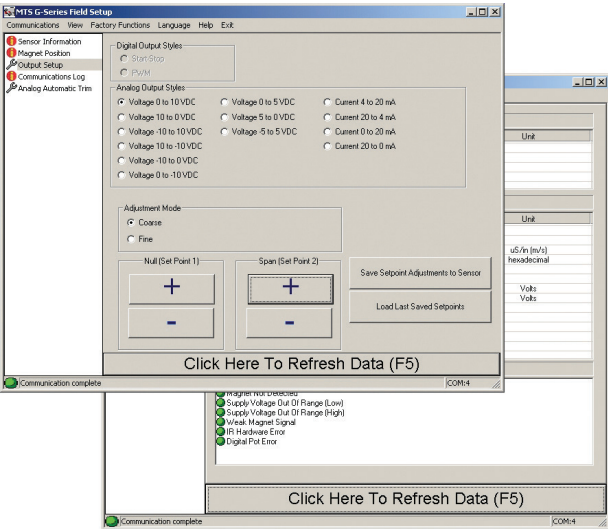 MTS G-Series Field Setup
Communications View Factory Functions Language Help Exit
Sensor Information
Magnet Position
Output Setup
Communications Log
Analog Automatic Trim
Digital Output Styles
Start-Stop
PWM
Analog Output Styles
Voltage 0 to 10 VDC
Voltage 10 to 0 VDC
Voltage -10 to 10 VDC
Voltage 10 to -10 VDC
Voltage -10 to 0 VDC
Voltage 0 to -10 VDC
Voltage 0 to 5 VDC
Voltage 5 to 0 VDC
Voltage -5 to 5 VDC
Current 4 to 20 mA
Current 20 to 4 mA
Current 0 to 20 mA
Current 20 to 0 mA
Adjustment Mode
Coarse
Fine
Null (Set Point 1)
+
-
Span (Set Point 2)
+
-
Save Setpoint Adjustments to Sensor
Load Last Saved Setpoints
Click Here To Refresh Data (F5)
Communication complete COM:4
Unit
Unit
uS/in (m/s)
hexadecimal
Volts
Volts
Magnet Not Detected
Supply Voltage Out Of Range (Low)
Supply Voltage Out Of Range (High)
Weak Magnet Signal
IR Hardware Error
Digital Pot Error
Click Here To Refresh Data (F5)
Communication complete COM:4